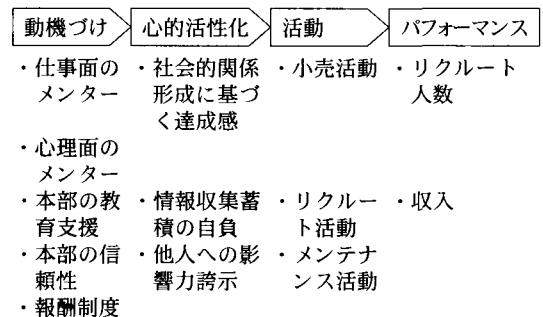 動機づけ 心的活性化 活動 パフォーマンス
・仕事面の ・社会的関係 ・小売活動 ・リクルート
メンター 形成に基づ 人数
く達成感
・心理面の
メンター
・本部の教 ・情報収集蓄 ・リクルー ・収入
育支援 積の自負 ト活動
・本部の信 ・他人への影 ・メンテナ
頼性 響力誇示 ンス活動
・報酬制度